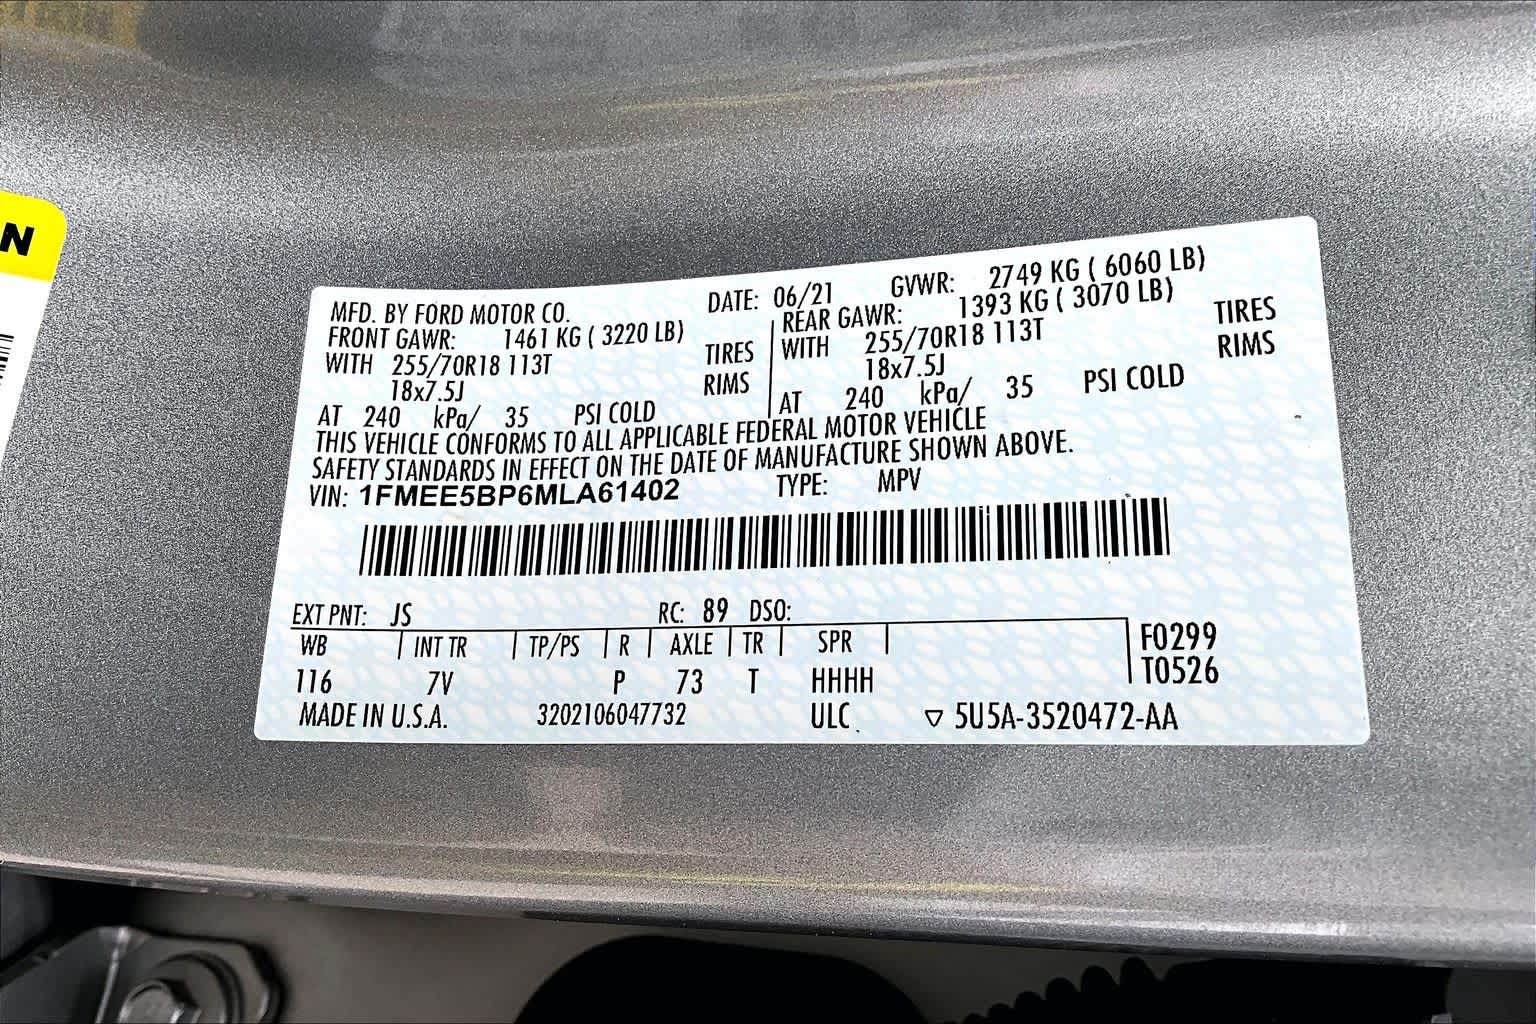 N
MFD. BY FORD MOTOR CO. DATE: 06/21 GVWR: 2749 KG ( 6060 LB)
FRONT GAWR: 1461 KG ( 3220 LB) REAR GAWR: 1393 KG ( 3070 LB)
WITH 255/70R18 113T TIRES WITH 255/70R18 113T TIRES
18x7.5J RIMS 18x7.5J RIMS
AT 240 kPa/ 35 PSI COLD AT 240 kPa/ 35 PSI COLD
THIS VEHICLE CONFORMS TO ALL APPLICABLE FEDERAL MOTOR VEHICLE
SAFETY STANDARDS IN EFFECT ON THE DATE OF MANUFACTURE SHOWN ABOVE.
VIN: 1FMEE5BP6MLA61402 TYPE: MPV
EXT PNT: JS RC: 89 DSO:
WB INT TR TP/PS R AXLE TR SPR F0299
116 7V P 73 T HHHH T0526
MADE IN U.S.A. 3202106047732 ULC ▽ 5U5A-3520472-AA